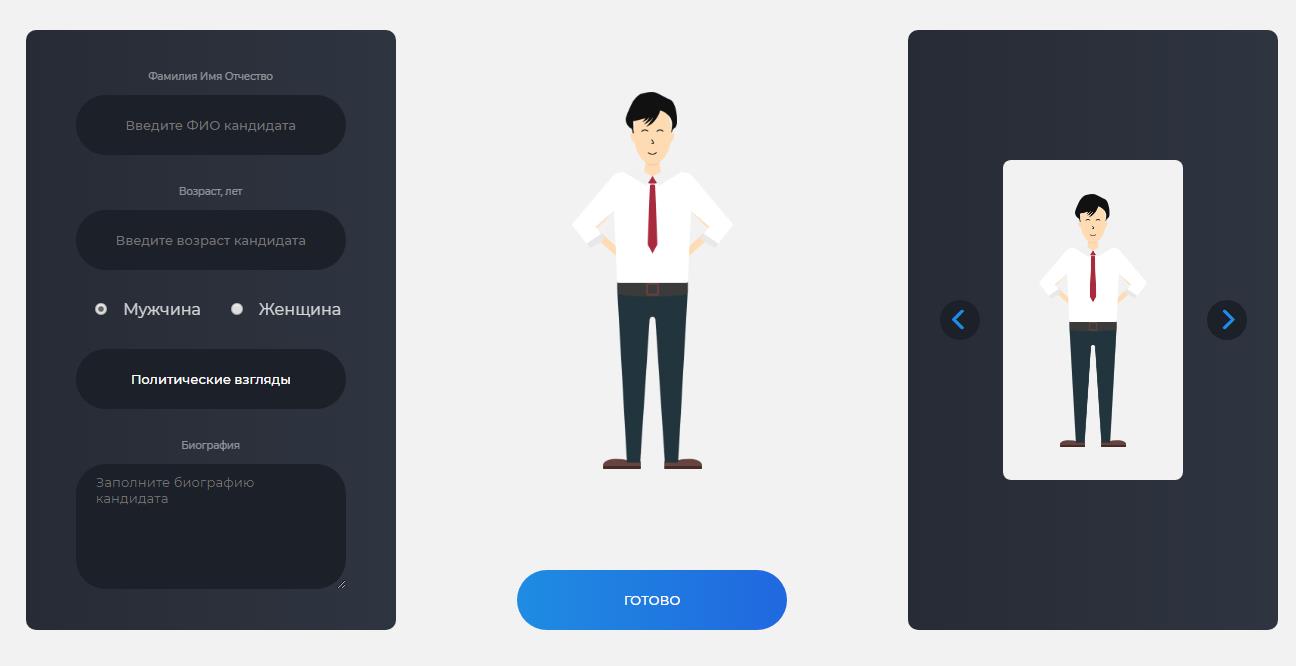 Фамилия Имя Отчество
Введите ФИО кандидата
Возраст, лет
Введите возраст кандидата
Мужчина Женщина
Политические взгляды
Биография
Заполните биографию
кандидата
ГОТОВО